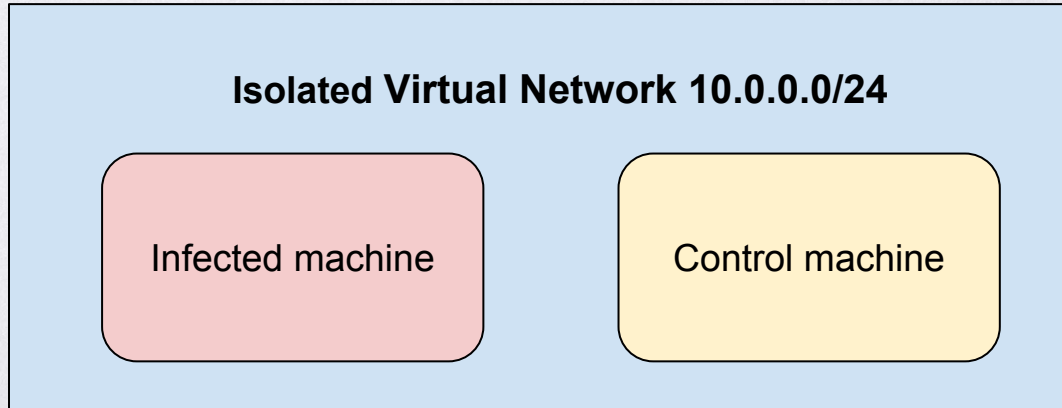 Isolated Virtual Network 10.0.0.0/24
Infected machine
Control machine